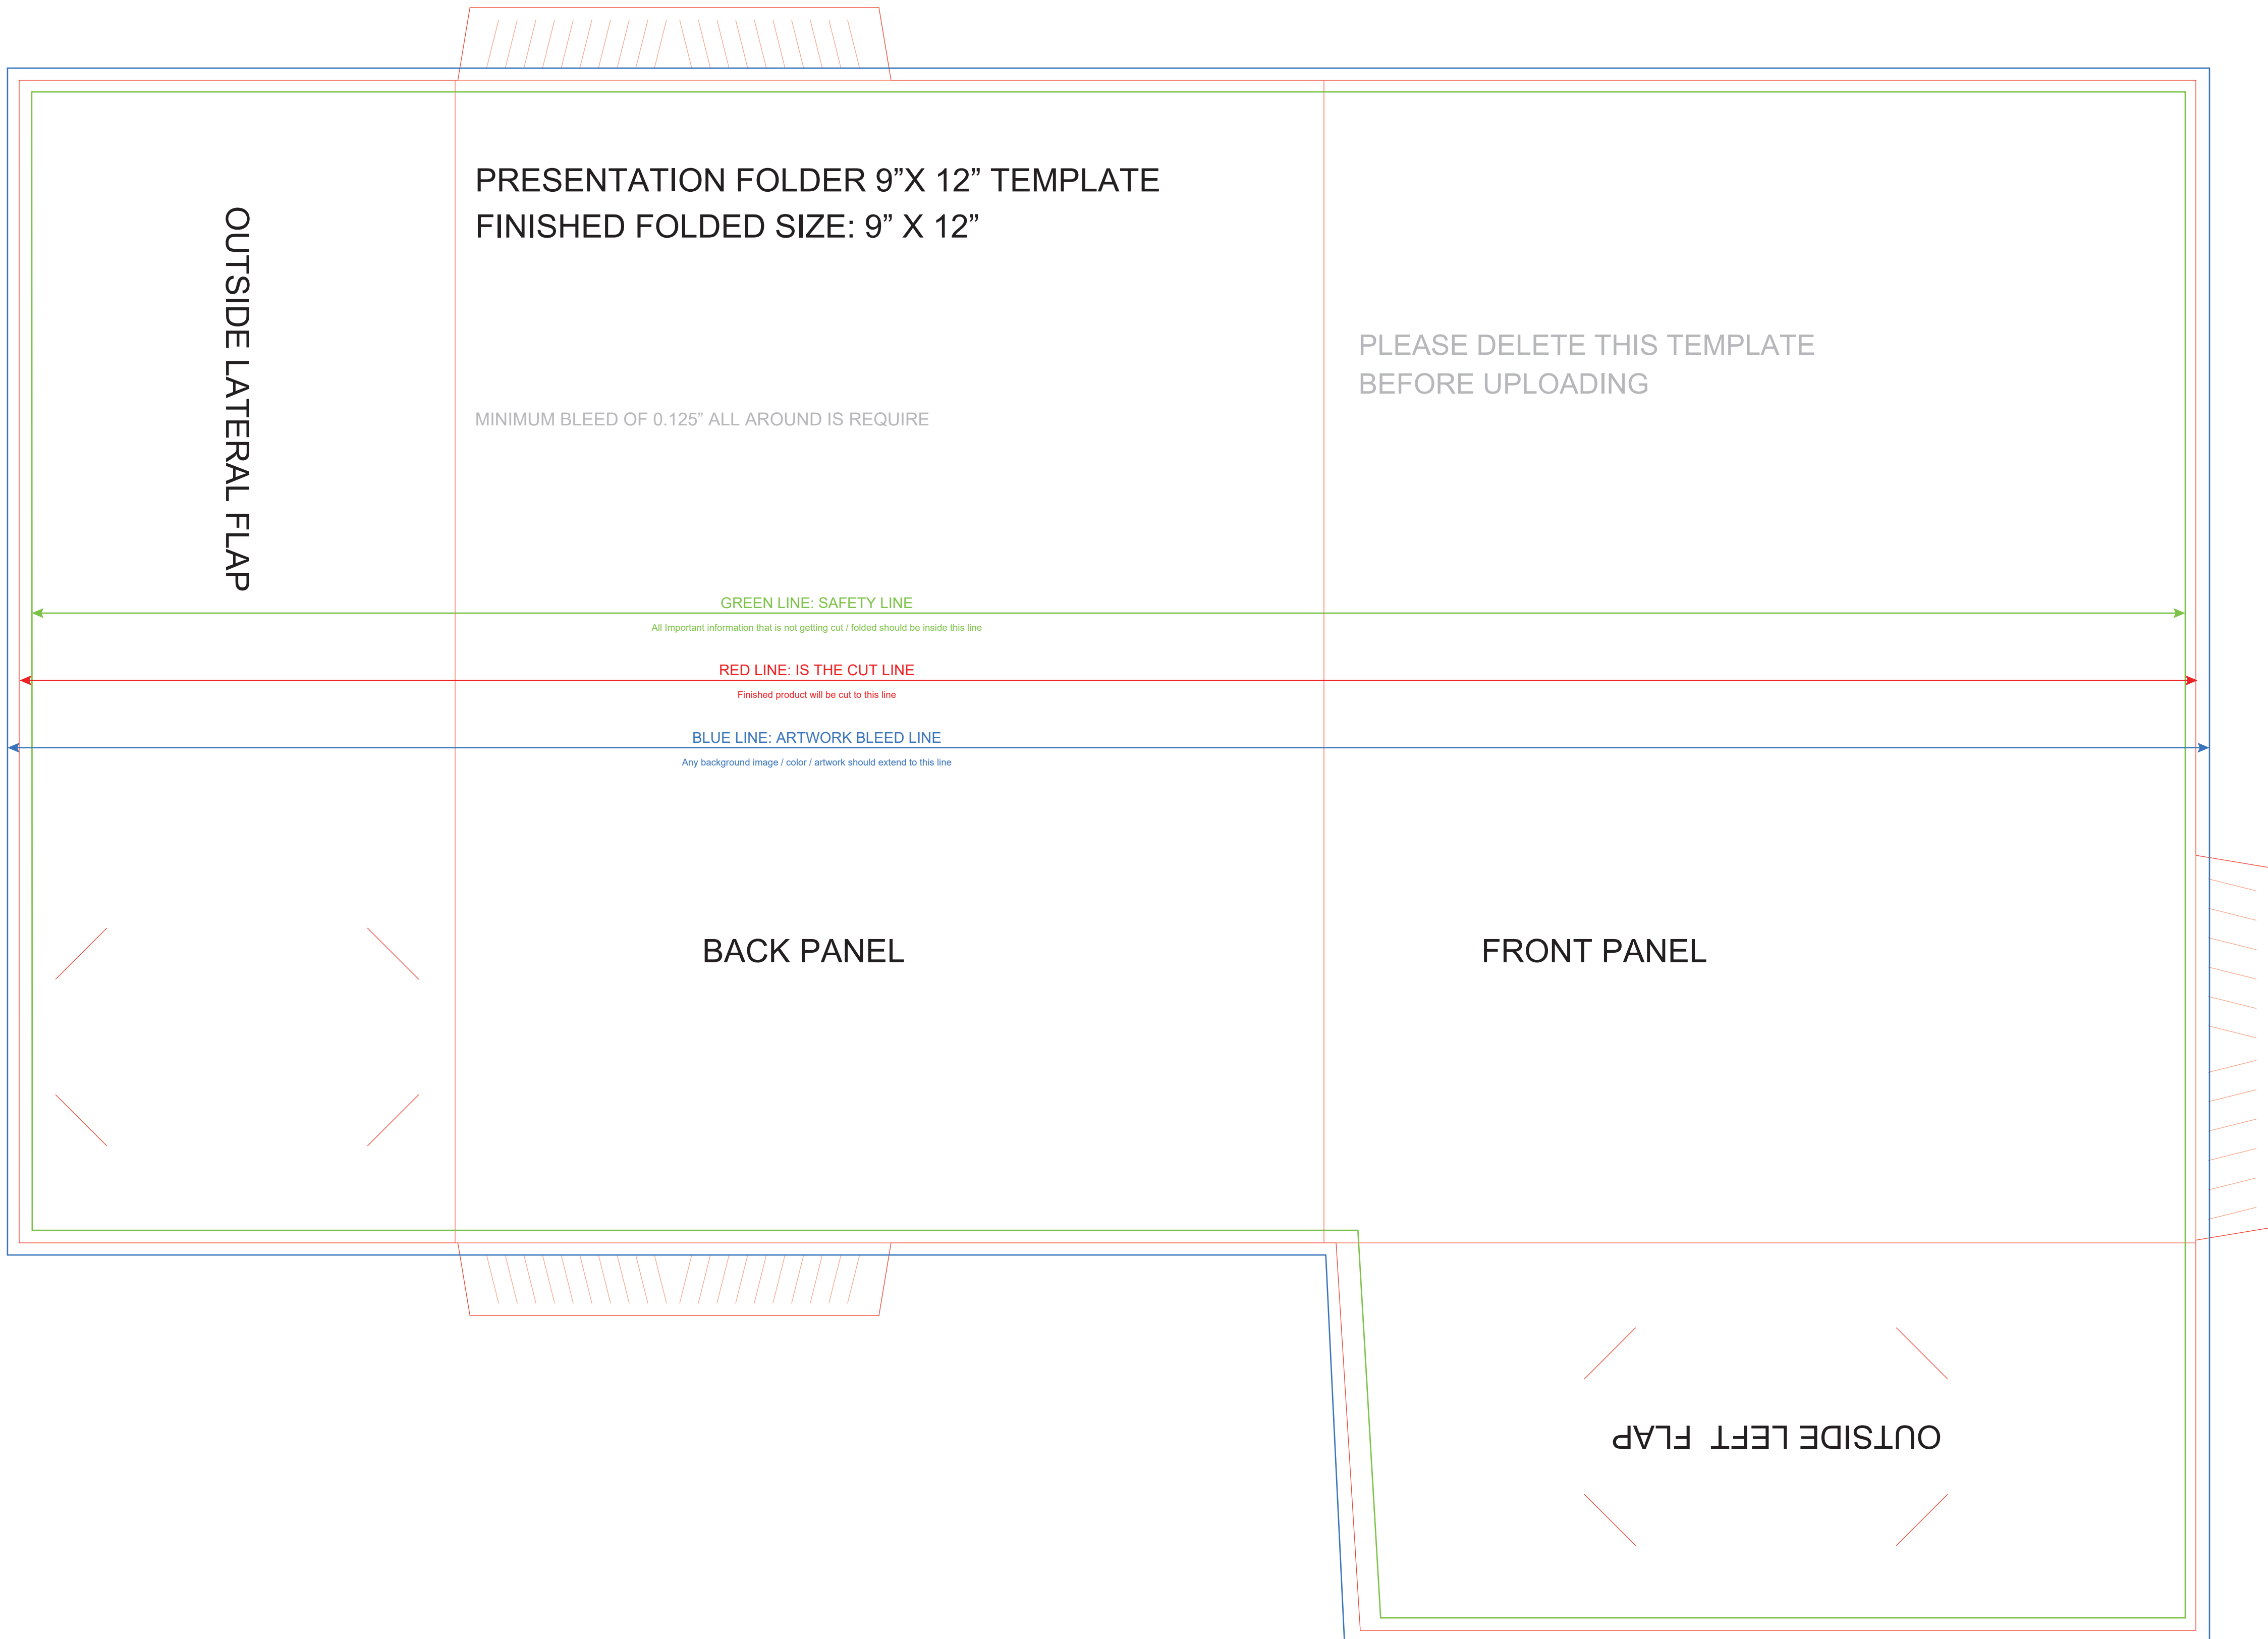 PRESENTATION FOLDER 9”X 12” TEMPLATE
FINISHED FOLDED SIZE: 9” X 12”
OUTSIDE LATERAL FLAP
PLEASE DELETE THIS TEMPLATE
BEFORE UPLOADING
MINIMUM BLEED OF 0.125” ALL AROUND IS REQUIRE
GREEN LINE: SAFETY LINE
All Important information that is not getting cut / folded should be inside this line
RED LINE: IS THE CUT LINE
Finished product will be cut to this line
BLUE LINE: ARTWORK BLEED LINE
Any background image / color / artwork should extend to this line
BACK PANEL
FRONT PANEL
OUTSIDE LEFT FLAP